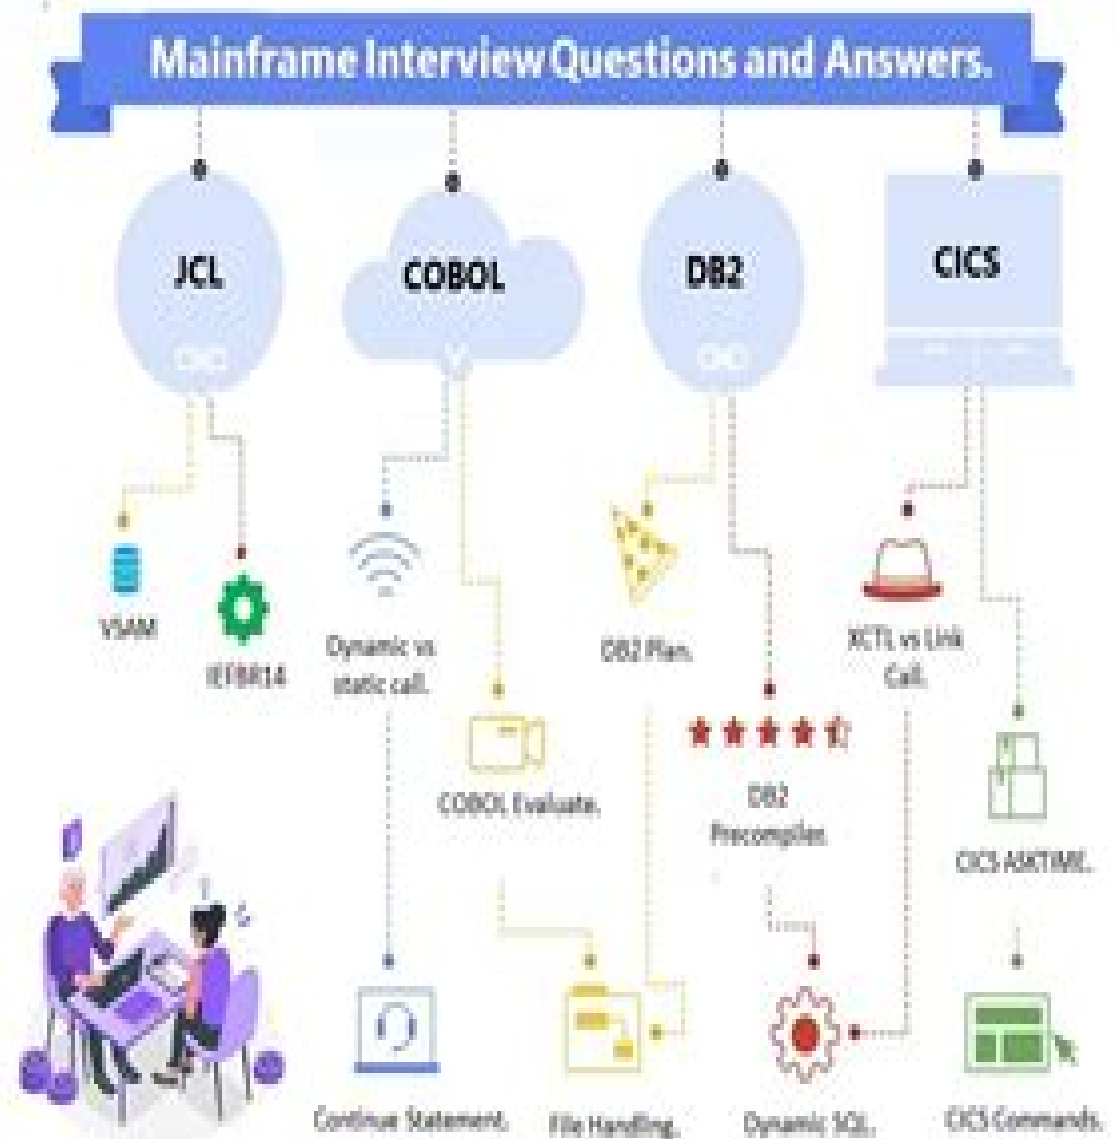 Mainframe Interview Questions and Answers.
JCL
COBOL
DB2
CICS
VSAM
IEFBR14
Dynamic vs
static call.
DB2 Plan.
XCTL vs Link
Call.
COBOL Evaluate.
DB2
Precompiler.
CICS ASKTIME.
Continue Statement.
File Handling.
Dynamic SQL.
CICS Commands.